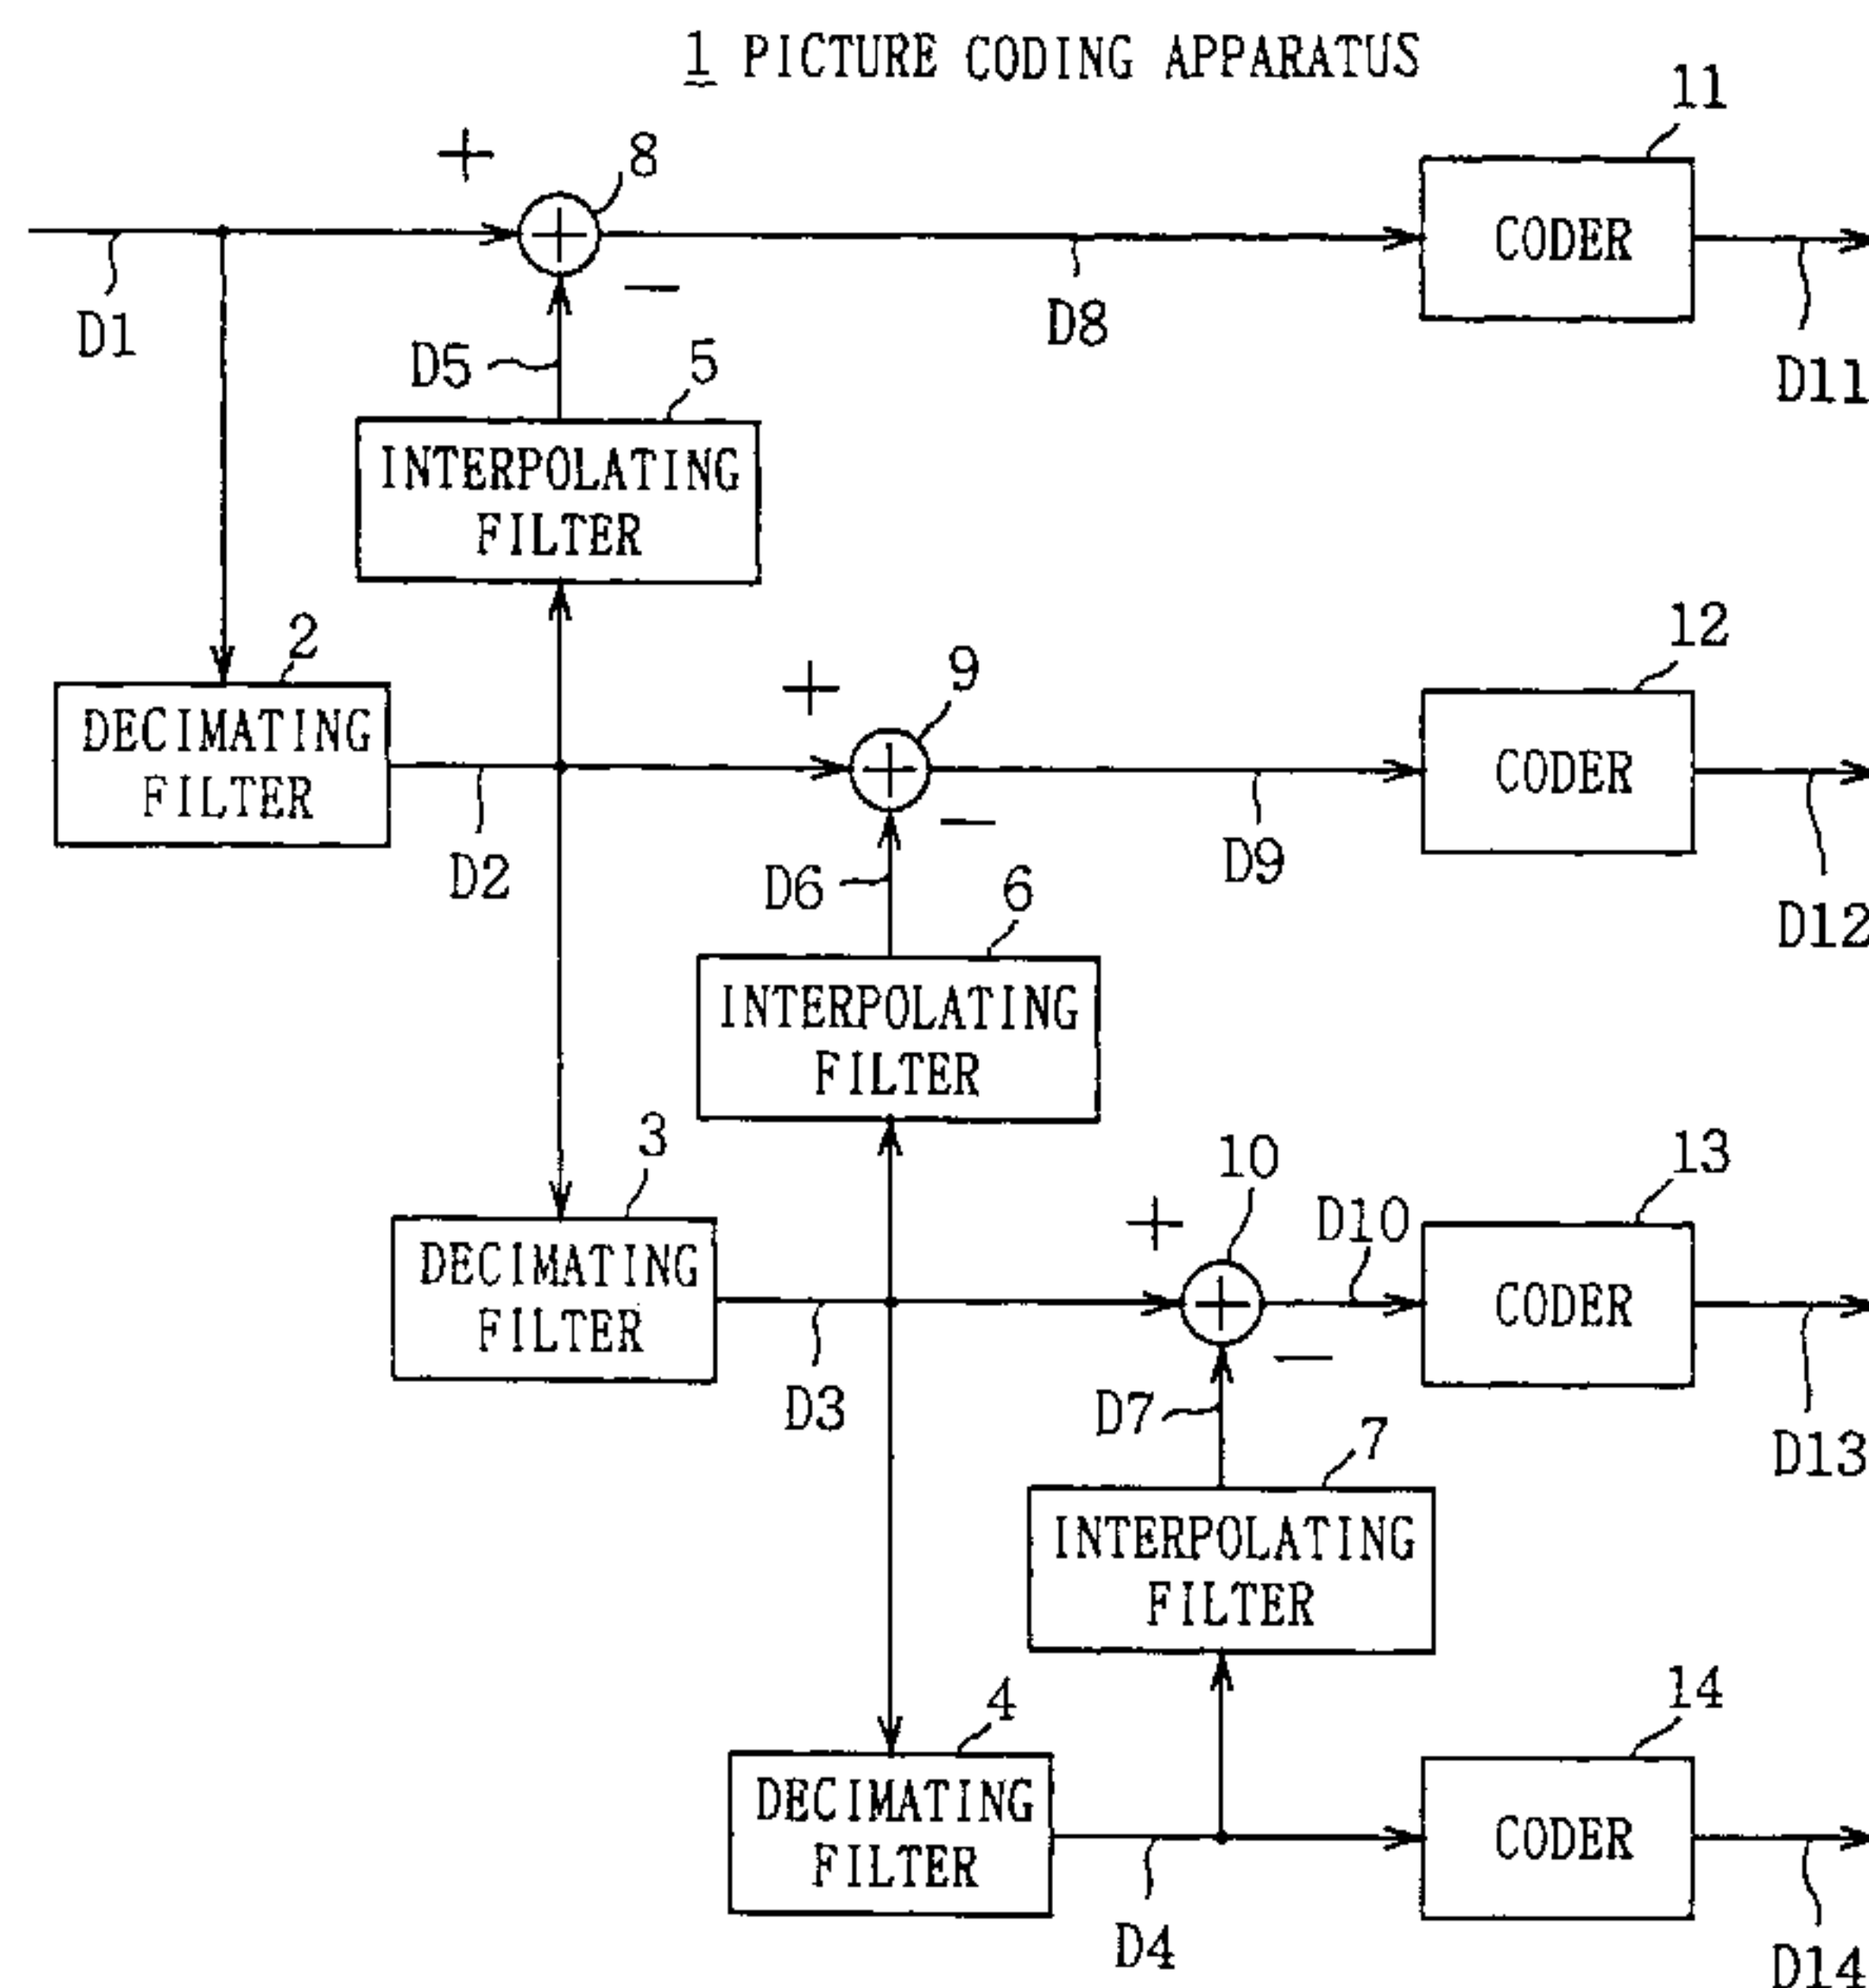 1 PICTURE CODING APPARATUS
11
+
8
CODER
−
D1
D8
D11
D5
5
INTERPOLATING
FILTER
2
12
+
9
DECIMATING
FILTER
CODER
−
D2
D9
D12
D6
6
INTERPOLATING
FILTER
3
10
13
+
D10
DECIMATING
FILTER
CODER
−
D3
D7
D13
7
INTERPOLATING
FILTER
4
14
DECIMATING
FILTER
CODER
D4
D14